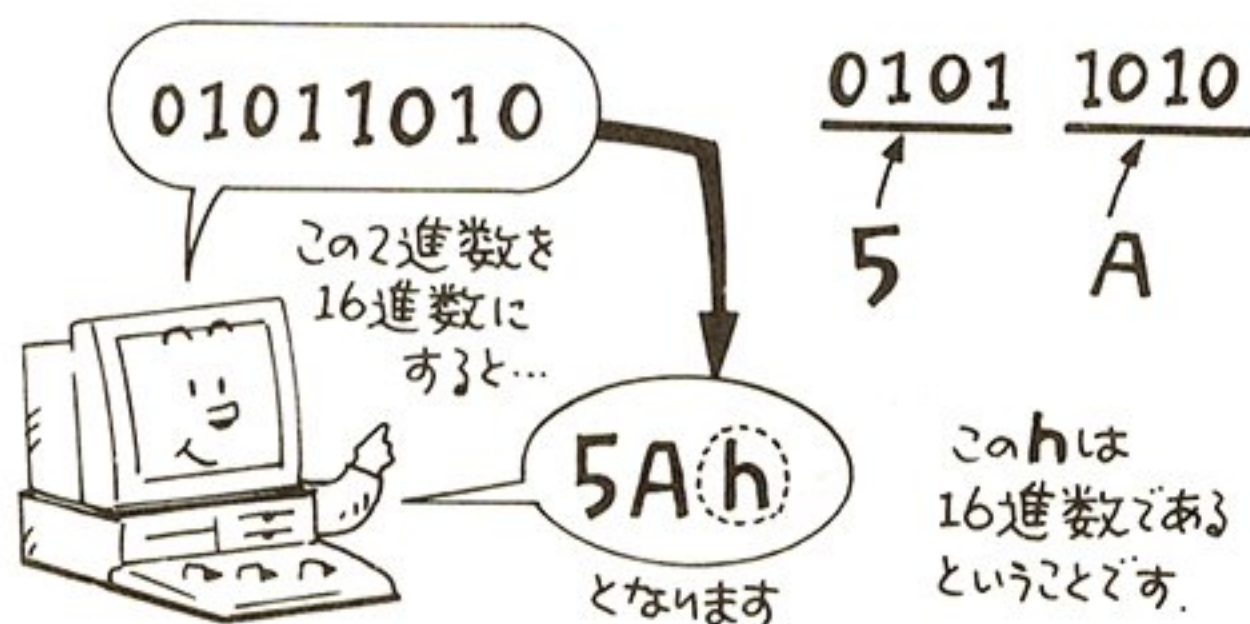 01011010
この2進数を
16進数に
すると…
5Ah
となります
0101 1010
5 A
このhは
16進数である
ということです.